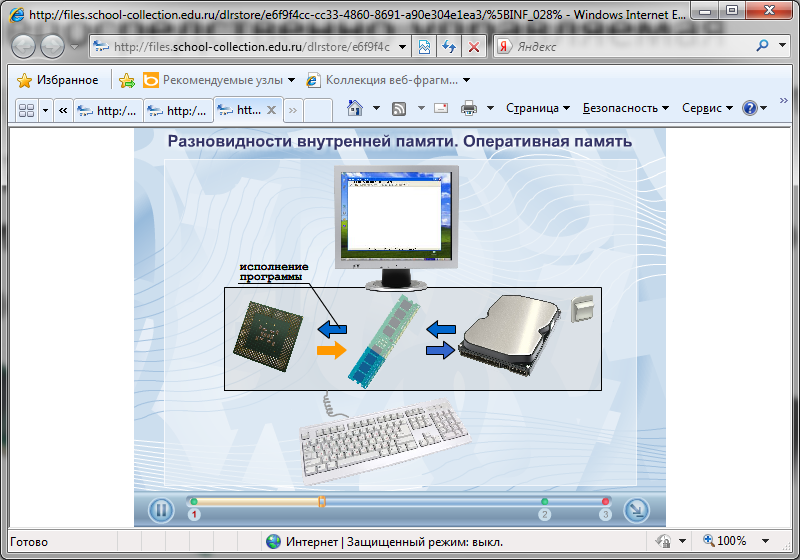 http://files.school-collection.edu.ru/dlrstore/e6f9f4cc-cc33-4860-8691-a90e304e1ea3/%5BINF_028% - Windows Internet E...
http://files.school-collection.edu.ru/dlrstore/e6f9f4c
Яндекс
Избранное
Рекомендуемые узлы
Коллекция веб-фрагм...
http:/...
http:/...
htt...
Страница
Безопасность
Сервис
Разновидности внутренней памяти. Оперативная память
исполнение
программы
1
2
3
Готово
Интернет | Защищенный режим: выкл.
100%